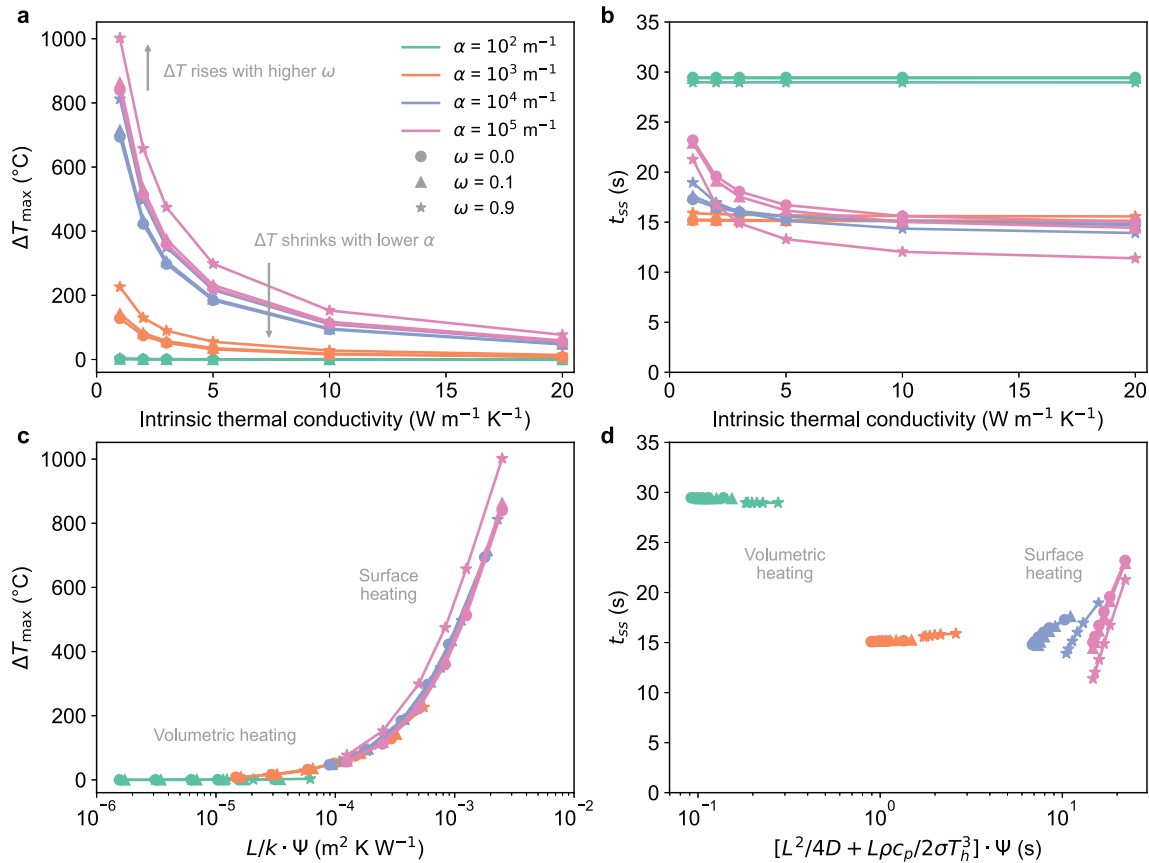 a
1000
800
600
400
200
0
ΔT_max (°C)
ΔT rises with higher ω
ΔT shrinks with lower α
α = 10² m⁻¹
α = 10³ m⁻¹
α = 10⁴ m⁻¹
α = 10⁵ m⁻¹
ω = 0.0
ω = 0.1
ω = 0.9
0 5 10 15 20
Intrinsic thermal conductivity (W m⁻¹ K⁻¹)
b
35
30
25
20
15
10
5
0
t_ss (s)
0 5 10 15 20
Intrinsic thermal conductivity (W m⁻¹ K⁻¹)
c
1000
800
600
400
200
0
ΔT_max (°C)
Surface
heating
Volumetric heating
10⁻⁶ 10⁻⁵ 10⁻⁴ 10⁻³ 10⁻²
L/k · Ψ (m² K W⁻¹)
d
35
30
25
20
15
10
5
0
t_ss (s)
Volumetric
heating
Surface
heating
10⁻¹ 10⁰ 10¹
[L²/4D + Lρc_p/2σT_h³] · Ψ (s)